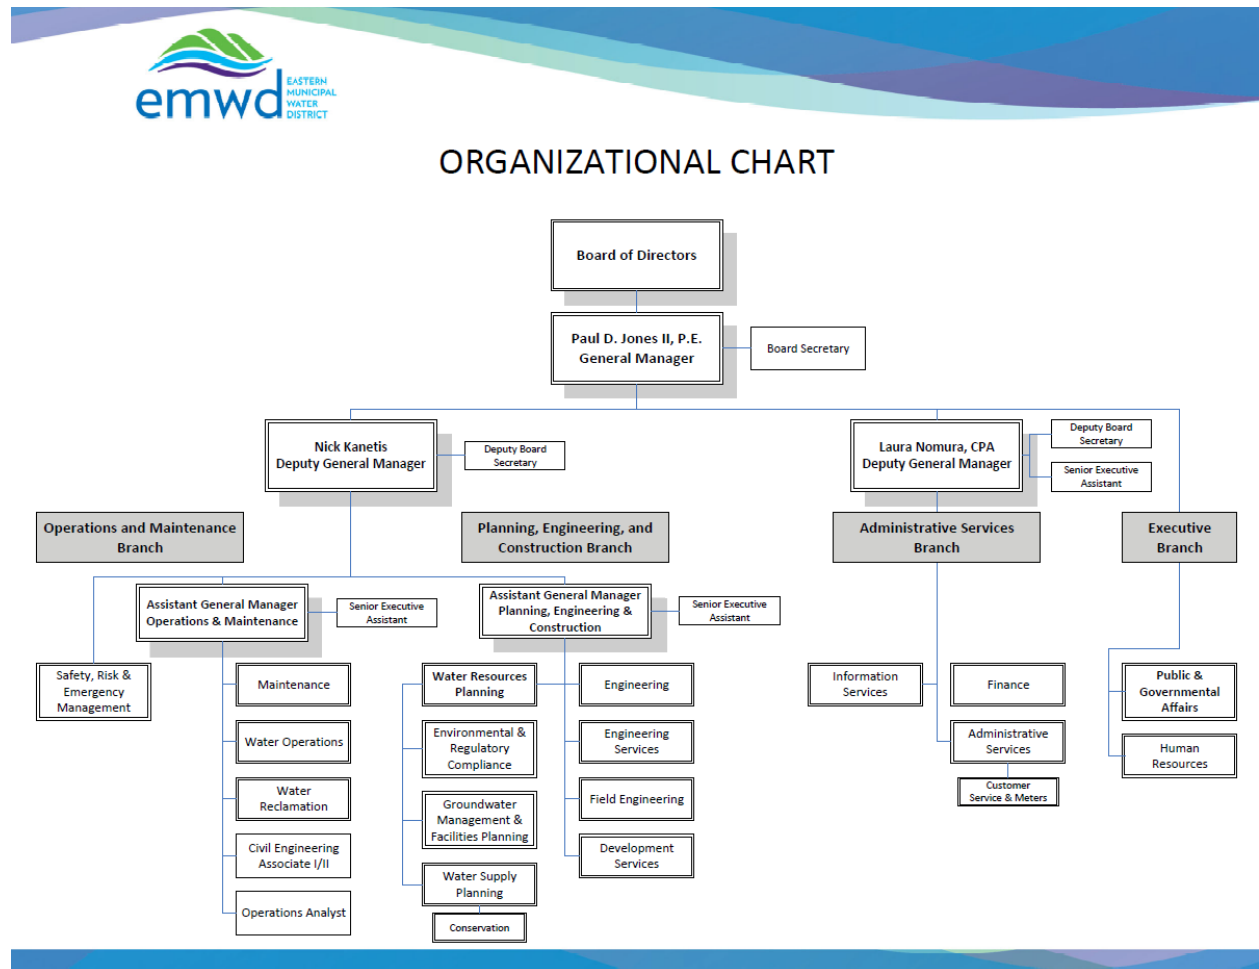 emwd
EASTERN
MUNICIPAL
WATER
DISTRICT
ORGANIZATIONAL CHART
Board of Directors
Paul D. Jones II, P.E.
General Manager
Board Secretary
Nick Kanetis
Deputy General Manager
Deputy Board
Secretary
Laura Nomura, CPA
Deputy General Manager
Deputy Board
Secretary
Senior Executive
Assistant
Operations and Maintenance
Branch
Planning, Engineering, and
Construction Branch
Administrative Services
Branch
Executive
Branch
Assistant General Manager
Operations & Maintenance
Senior Executive
Assistant
Assistant General Manager
Planning, Engineering &
Construction
Senior Executive
Assistant
Safety, Risk &
Emergency
Management
Maintenance
Water Operations
Water
Reclamation
Civil Engineering
Associate I/II
Operations Analyst
Water Resources
Planning
Environmental &
Regulatory
Compliance
Groundwater
Management &
Facilities Planning
Water Supply
Planning
Conservation
Engineering
Engineering
Services
Field Engineering
Development
Services
Information
Services
Finance
Administrative
Services
Customer
Service & Meters
Public &
Governmental
Affairs
Human
Resources